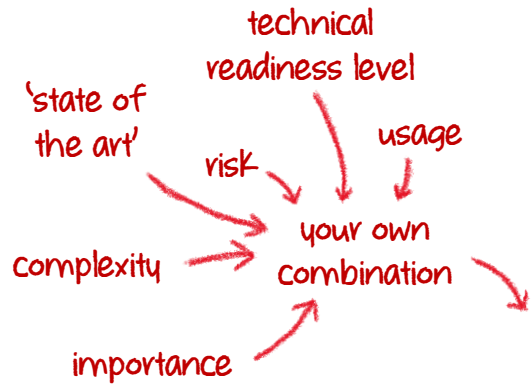 technical
readiness level
'state of
the art'
usage
risk
your own
combination
complexity
importance